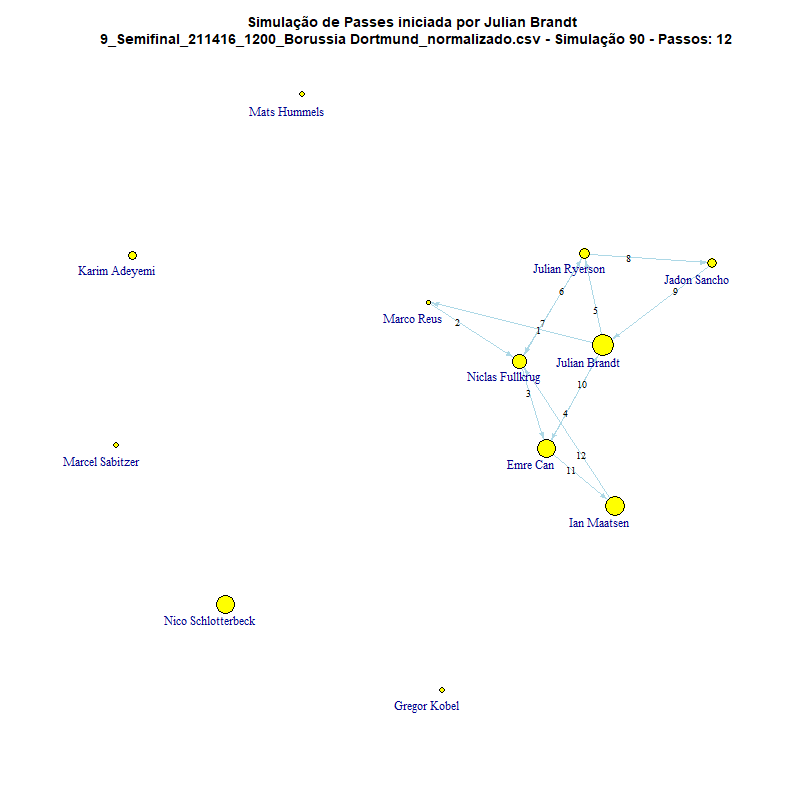 Simulação de Passes iniciada por Julian Brandt
9_Semifinal_211416_1200_Borussia Dortmund_normalizado.csv - Simulação 90 - Passos: 12
Mats Hummels
Karim Adeyemi
Julian Ryerson
8
Jadon Sancho
6
9
Marco Reus
2
7
1
5
Julian Brandt
Niclas Fullkrug
3
10
4
Marcel Sabitzer
Emre Can
12
11
Ian Maatsen
Nico Schlotterbeck
Gregor Kobel